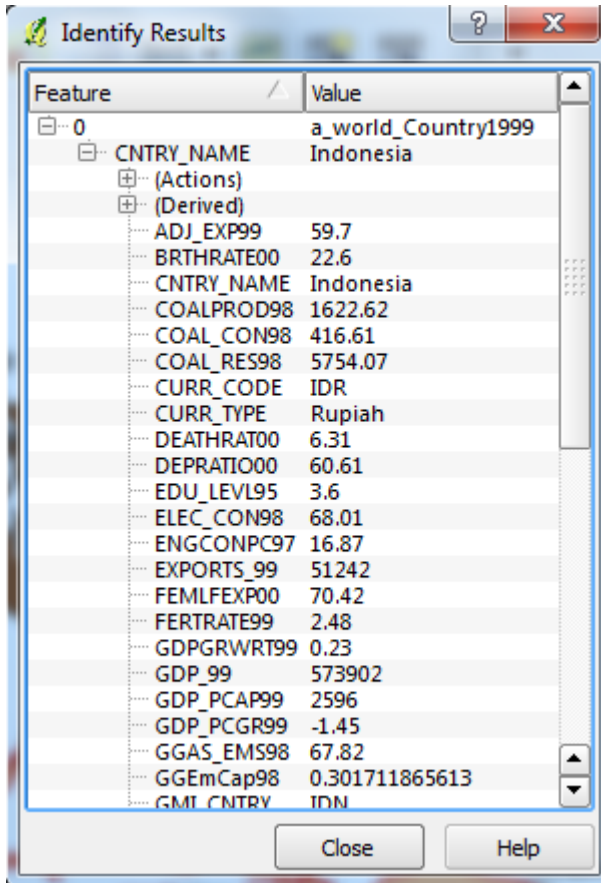 Identify Results
Feature Value
0 a_world_Country1999
CNTRY_NAME Indonesia
(Actions)
(Derived)
ADJ_EXP99 59.7
BRTHRATE00 22.6
CNTRY_NAME Indonesia
COALPROD98 1622.62
COAL_CON98 416.61
COAL_RES98 5754.07
CURR_CODE IDR
CURR_TYPE Rupiah
DEATHRAT00 6.31
DEPRATIO00 60.61
EDU_LEVL95 3.6
ELEC_CON98 68.01
ENGCONPC97 16.87
EXPORTS_99 51242
FEMLFEXP00 70.42
FERTRATE99 2.48
GDPGRWRT99 0.23
GDP_99 573902
GDP_PCAP99 2596
GDP_PCGR99 -1.45
GGAS_EMS98 67.82
GGEmCap98 0.301711865613
GMI_CNTRY IDN
Close Help